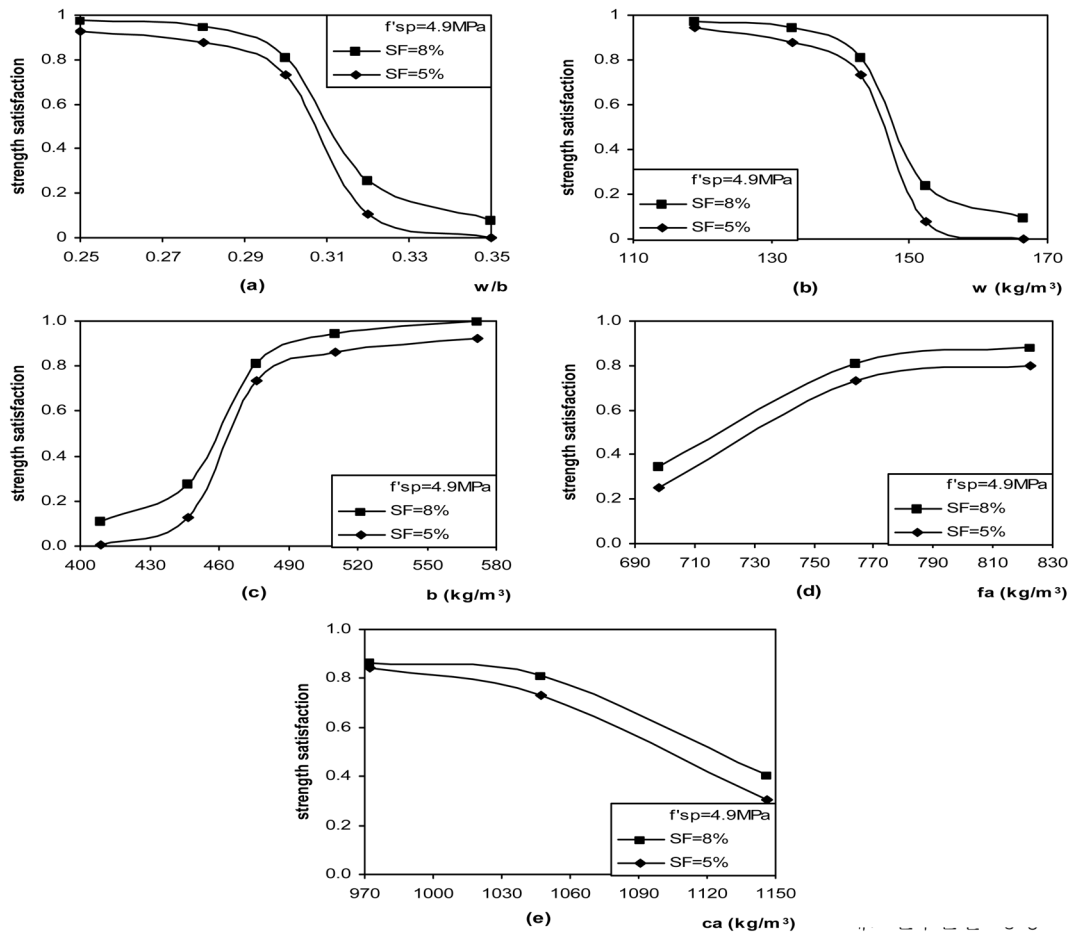 strength satisfaction
1
0.8
0.6
0.4
0.2
0
f'sp=4.9MPa
SF=8%
SF=5%
0.25 0.27 0.29 0.31 0.33 0.35
(a) w/b
strength satisfaction
1
0.8
0.6
0.4
0.2
0
f'sp=4.9MPa
SF=8%
SF=5%
110 130 150 170
(b) w (kg/m³)
strength satisfaction
1.0
0.8
0.6
0.4
0.2
0.0
f'sp=4.9MPa
SF=8%
SF=5%
400 430 460 490 520 550 580
(c) b (kg/m³)
strength satisfaction
1.0
0.8
0.6
0.4
0.2
0.0
f'sp=4.9MPa
SF=8%
SF=5%
690 710 730 750 770 790 810 830
(d) fa (kg/m³)
strength satisfaction
1.0
0.8
0.6
0.4
0.2
0.0
f'sp=4.9MPa
SF=8%
SF=5%
970 1000 1030 1060 1090 1120 1150
(e) ca (kg/m³)